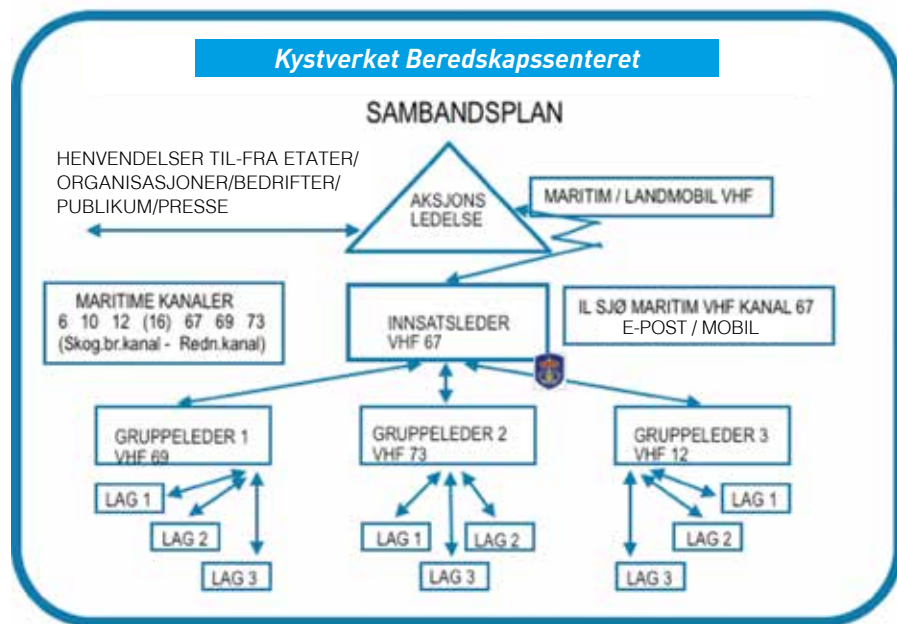 Kystverket Beredskapssenteret
SAMBANDSPLAN
HENVENDELSER TIL-FRA ETATER/
ORGANISASJONER/BEDRIFTER/
PUBLIKUM/PRESSE
AKSJONS
LEDELSE
MARITIM / LANDMOBIL VHF
MARITIME KANALER
6 10 12 (16) 67 69 73
(Skog.br.kanal - Redn.kanal)
INNSATSLEDER
VHF 67
IL SJØ MARITIM VHF KANAL 67
E-POST / MOBIL
GRUPPELEDER 1
VHF 69
GRUPPELEDER 2
VHF 73
GRUPPELEDER 3
VHF 12
LAG 1
LAG 2
LAG 3
LAG 1
LAG 2
LAG 3
LAG 1
LAG 2
LAG 3